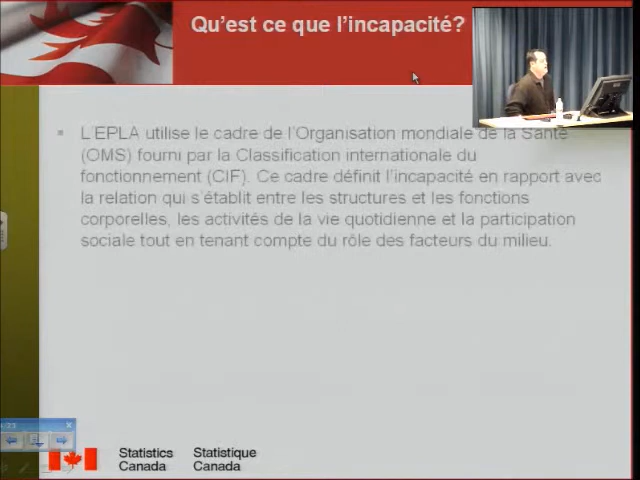 Qu'est ce que l'incapacité?
L'EPLA utilise le cadre de l'Organisation mondiale de la Santé
(OMS) fourni par la Classification internationale du
fonctionnement (CIF). Ce cadre définit l'incapacité en rapport avec
la relation qui s'établit entre les structures et les fonctions
corporelles, les activités de la vie quotidienne et la participation
sociale tout en tenant compte du rôle des facteurs du milieu.
Statistics Statistique
Canada Canada